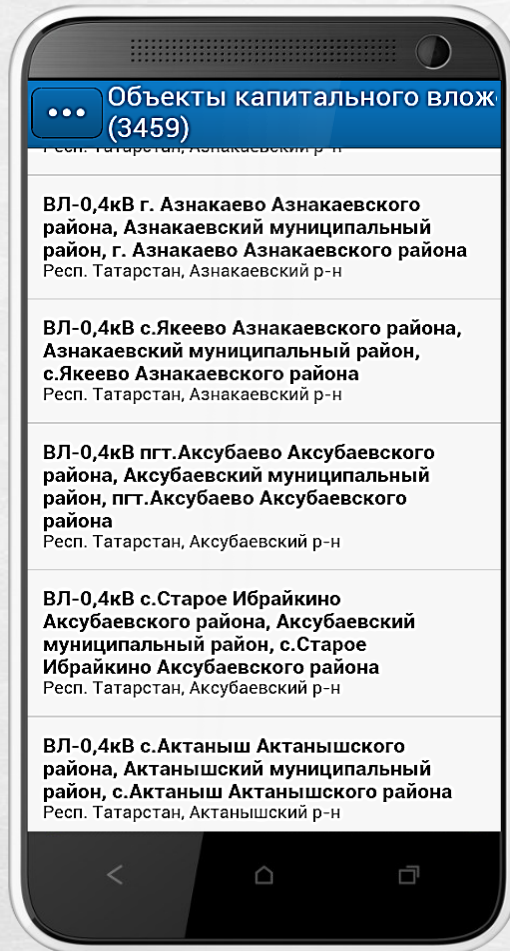 Объекты капитального влож
(3459)
Респ. Татарстан, Азнакаевский р-н
ВЛ-0,4кВ г. Азнакаево Азнакаевского
района, Азнакаевский муниципальный
район, г. Азнакаево Азнакаевского района
Респ. Татарстан, Азнакаевский р-н
ВЛ-0,4кВ с.Якеево Азнакаевского района,
Азнакаевский муниципальный район,
с.Якеево Азнакаевского района
Респ. Татарстан, Азнакаевский р-н
ВЛ-0,4кВ пгт.Аксубаево Аксубаевского
района, Аксубаевский муниципальный
район, пгт.Аксубаево Аксубаевского
района
Респ. Татарстан, Аксубаевский р-н
ВЛ-0,4кВ с.Старое Ибрайкино
Аксубаевского района, Аксубаевский
муниципальный район, с.Старое
Ибрайкино Аксубаевского района
Респ. Татарстан, Аксубаевский р-н
ВЛ-0,4кВ с.Актаныш Актанышского
района, Актанышский муниципальный
район, с.Актаныш Актанышского района
Респ. Татарстан, Актанышский р-н